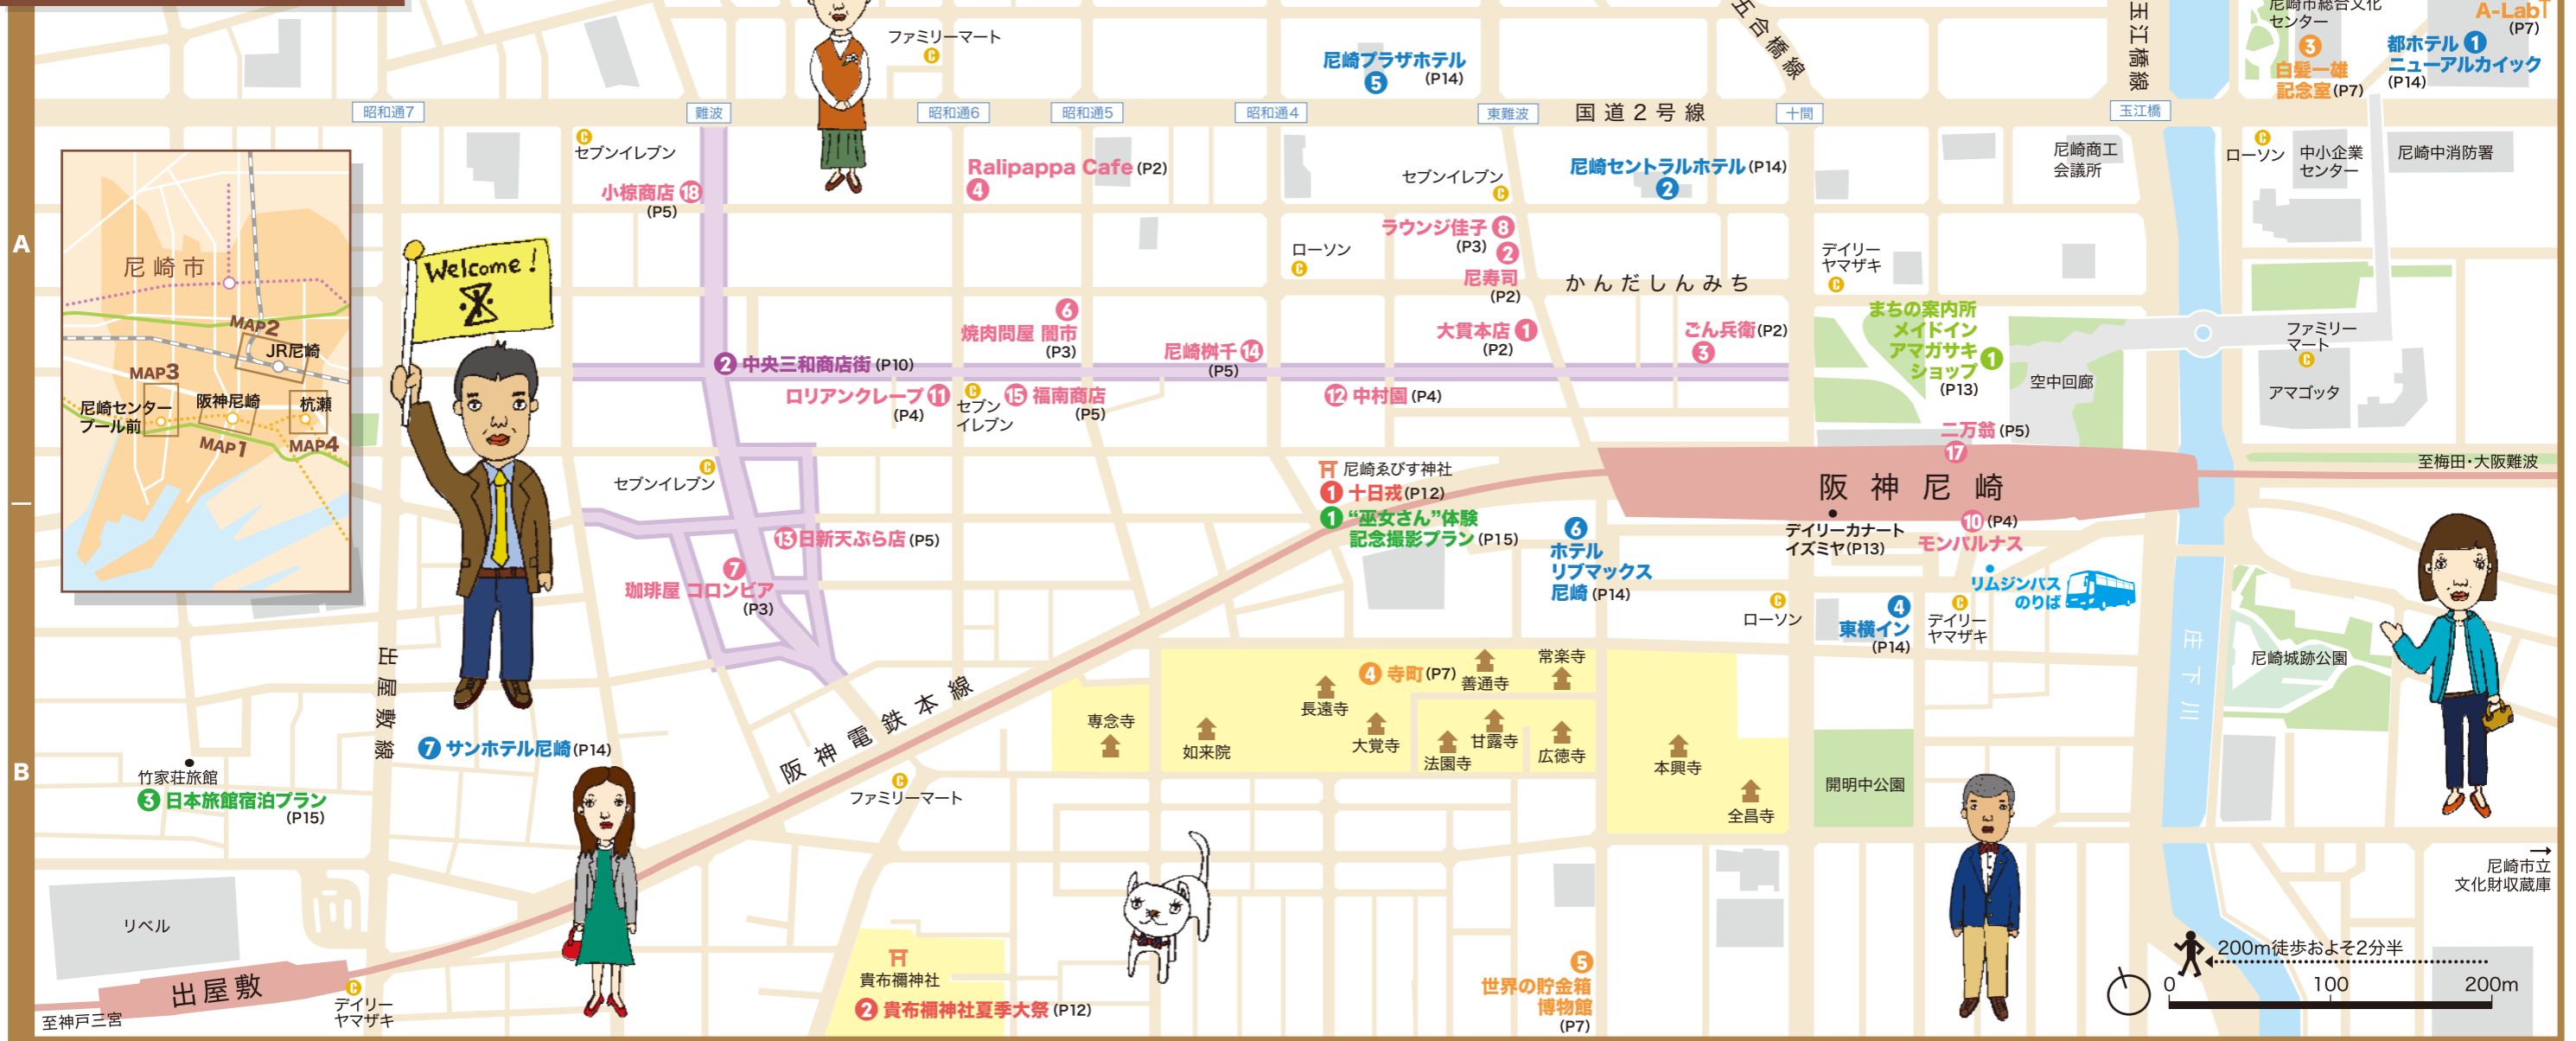 ファミリーマート
尼崎プラザホテル
5
(P14)
五合橋線
玉江橋線
尼崎市総合文化
センター
3
白髪一雄
記念室(P7)
A-Lab↑
(P7)
都ホテル 1
ニューアルカイック
(P14)
昭和通7
難波
昭和通6
昭和通5
昭和通4
東難波
国道2号線
十間
玉江橋
A
セブンイレブン
小椋商店 18
(P5)
Ralipappa Cafe (P2)
4
セブンイレブン
尼崎セントラルホテル (P14)
2
尼崎商工
会議所
ローソン
中小企業
センター
尼崎中消防署
尼崎市
MAP2
JR尼崎
MAP3
尼崎センター
プール前
阪神尼崎
杭瀬
MAP1
MAP4
Welcome!
ローソン
ラウンジ佳子 8
(P3)
2
尼寿司
(P2)
かんだしんみち
デイリー
ヤマザキ
6
焼肉問屋 闇市
(P3)
大貫本店 1
(P2)
ごん兵衛(P2)
3
まちの案内所
メイドイン
アマガサキ
ショップ 1
(P13)
空中回廊
ファミリー
マート
アマゴッタ
2 中央三和商店街 (P10)
尼崎桝千 14
(P5)
ロリアンクレープ 11
(P4)
セブン
イレブン
15 福南商店
(P5)
12 中村園 (P4)
二万翁 (P5)
17
阪神尼崎
至梅田・大阪難波
セブンイレブン
尼崎ゑびす神社
1 十日戎(P12)
1 “巫女さん”体験
記念撮影プラン (P15)
13 日新天ぷら店 (P5)
7
珈琲屋 コロンビア
(P3)
6
ホテル
リブマックス
尼崎 (P14)
デイリーカナート
イズミヤ(P13)
10 (P4)
モンパルナス
リムジンバス
のりば
ローソン
4
東横イン
(P14)
デイリー
ヤマザキ
庄下川
尼崎城跡公園
出屋敷線
阪神電鉄本線
4 寺町(P7)
善通寺
常楽寺
長遠寺
専念寺
如来院
大覚寺
法園寺
甘露寺
広徳寺
本興寺
全昌寺
開明中公園
B
竹家荘旅館
3 日本旅館宿泊プラン
(P15)
7 サンホテル尼崎(P14)
ファミリーマート
リベル
出屋敷
至神戸三宮
デイリー
ヤマザキ
貴布禰神社
2 貴布禰神社夏季大祭 (P12)
5
世界の貯金箱
博物館
(P7)
→
尼崎市立
文化財収蔵庫
200m徒歩およそ2分半
0 100 200m